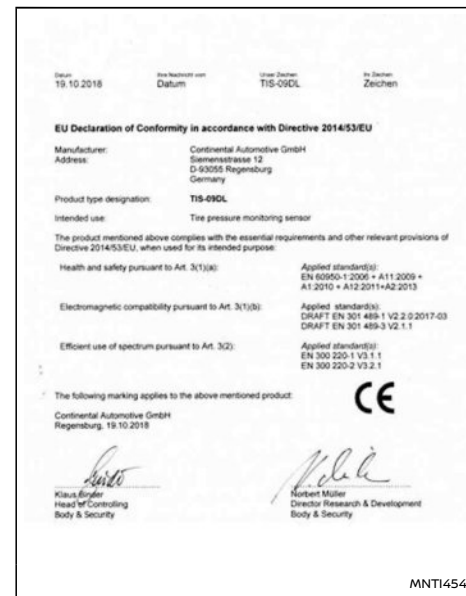 Datum Ihre Nachricht vom Unser Zeichen Ihr Zeichen
19.10.2018 Datum TIS-09DL Zeichen
EU Declaration of Conformity in accordance with Directive 2014/53/EU
Manufacturer: Continental Automotive GmbH
Address: Siemensstrasse 12
D-93055 Regensburg
Germany
Product type designation: TIS-09DL
Intended use: Tire pressure monitoring sensor
The product mentioned above complies with the essential requirements and other relevant provisions of
Directive 2014/53/EU, when used for its intended purpose:
Health and safety pursuant to Art. 3(1)(a): Applied standard(s):
EN 60950-1:2006 + A11:2009 +
A1:2010 + A12:2011+A2:2013
Electromagnetic compatibility pursuant to Art. 3(1)(b): Applied standard(s):
DRAFT EN 301 489-1 V2.2.0:2017-03
DRAFT EN 301 489-3 V2.1.1
Efficient use of spectrum pursuant to Art. 3(2): Applied standard(s):
EN 300 220-1 V3.1.1
EN 300 220-2 V3.2.1
The following marking applies to the above mentioned product: CE
Continental Automotive GmbH
Regensburg, 19.10.2018
Klaus Binder Norbert Müller
Head of Controlling Director Research & Development
Body & Security Body & Security
MNTI454